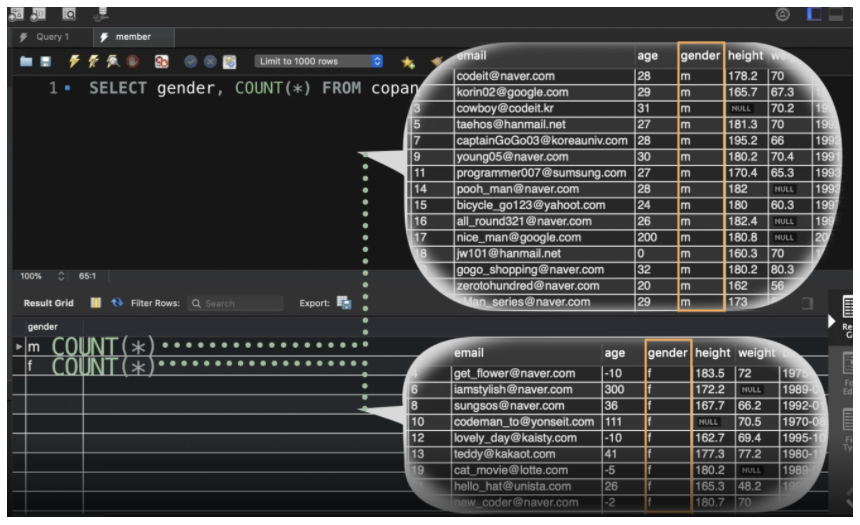 Query 1
member
Limit to 1000 rows
1 SELECT gender, COUNT(*) FROM copan
email age gender height
codeit@naver.com 28 m 178.2 70
korin02@google.com 29 m 165.7 67.3
3 cowboy@codeit.kr 31 m NULL 70.2
5 taehos@hanmail.net 27 m 181.3 70
7 captainGoGo03@koreauniv.com 28 m 195.2 66
9 young05@naver.com 30 m 180.2 70.4
11 programmer007@sumsung.com 27 m 170.4 65.3
14 pooh_man@naver.com 28 m 182 NULL
15 bicycle_go123@yahoot.com 24 m 180 60.3
16 all_round321@naver.com 26 m 182.4 NULL
17 nice_man@google.com 200 m 180.8 NULL
18 jw101@hanmail.net 0 m 160.3 70
gogo_shopping@naver.com 32 m 180.2 80.3
zerotohundred@naver.com 20 m 162 56
Man_series@naver.com 29 m 173
100% 65:1
Result Grid Filter Rows: Search Export:
gender
m COUNT(*)
f COUNT(*)
email age gender height weight
get_flower@naver.com -10 f 183.5 72
6 iamstylish@naver.com 300 f 172.2 NULL 1989-0
8 sungsos@naver.com 36 f 167.7 66.2 1992-0
10 codeman_to@yonseit.com 111 f NULL 70.5 1970-08
12 lovely_day@kaisty.com -10 f 162.7 69.4 1995-10
13 teddy@kakaot.com 41 f 177.3 77.2 1980-1
19 cat_movie@lotte.com -5 f 180.2 NULL 1989
hello_hat@unista.com 26 f 165.3 48.2
new_coder@naver.com -2 f 180.7 70